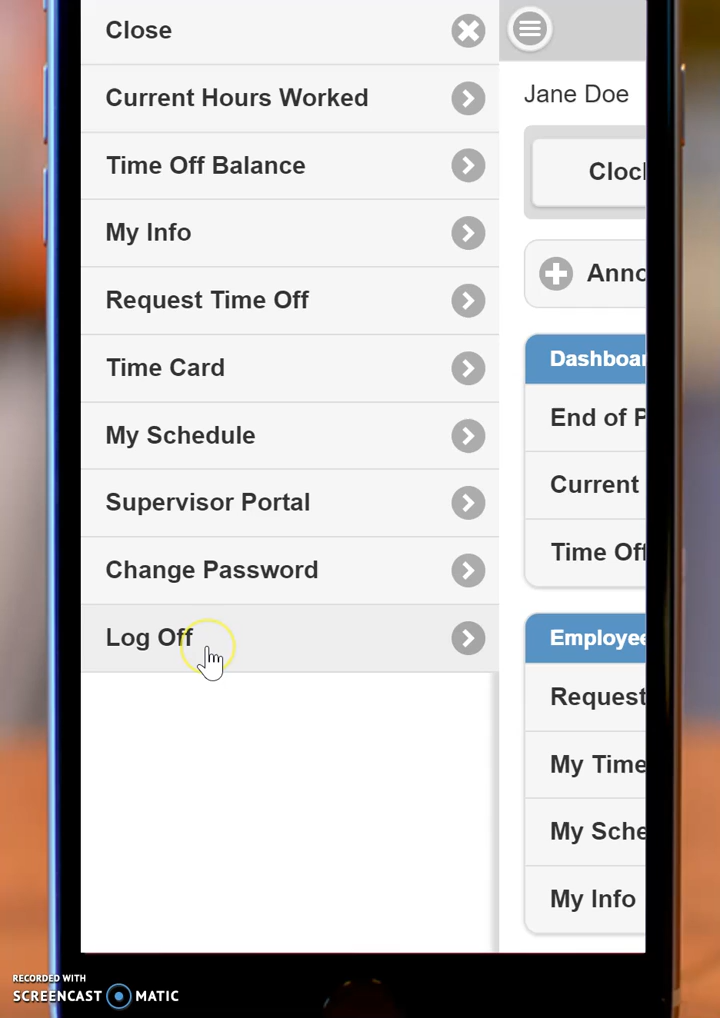 Close
Current Hours Worked
Time Off Balance
My Info
Request Time Off
Time Card
My Schedule
Supervisor Portal
Change Password
Log Off
Jane Doe
Cloc
Anno
Dashboar
End of P
Current
Time Off
Employee
Request
My Time
My Sche
My Info
RECORDED WITH
SCREENCAST MATIC